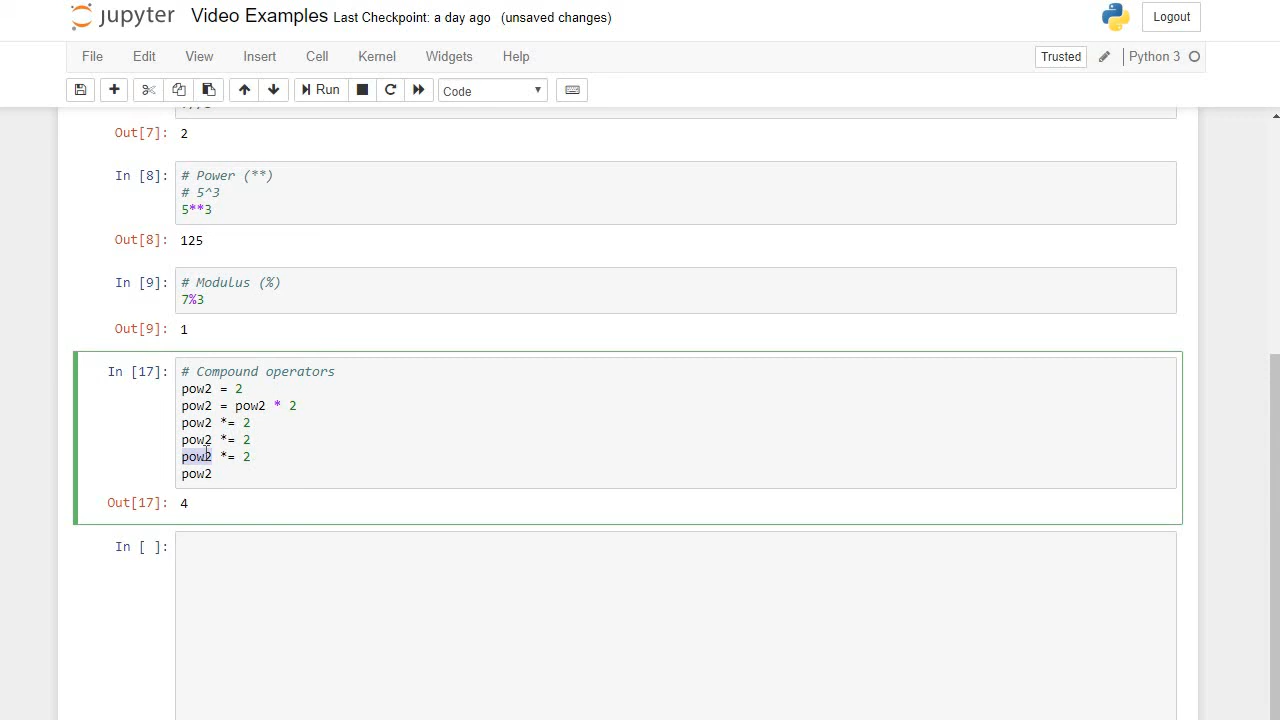 jupyter Video Examples Last Checkpoint: a day ago (unsaved changes) Logout
File Edit View Insert Cell Kernel Widgets Help Trusted Python 3
Run Code
Out[7]: 2
In [8]: # Power (**)
# 5^3
5**3
Out[8]: 125
In [9]: # Modulus (%)
7%3
Out[9]: 1
In [17]: # Compound operators
pow2 = 2
pow2 = pow2 * 2
pow2 *= 2
pow2 *= 2
pow2 *= 2
pow2
Out[17]: 4
In [ ]: